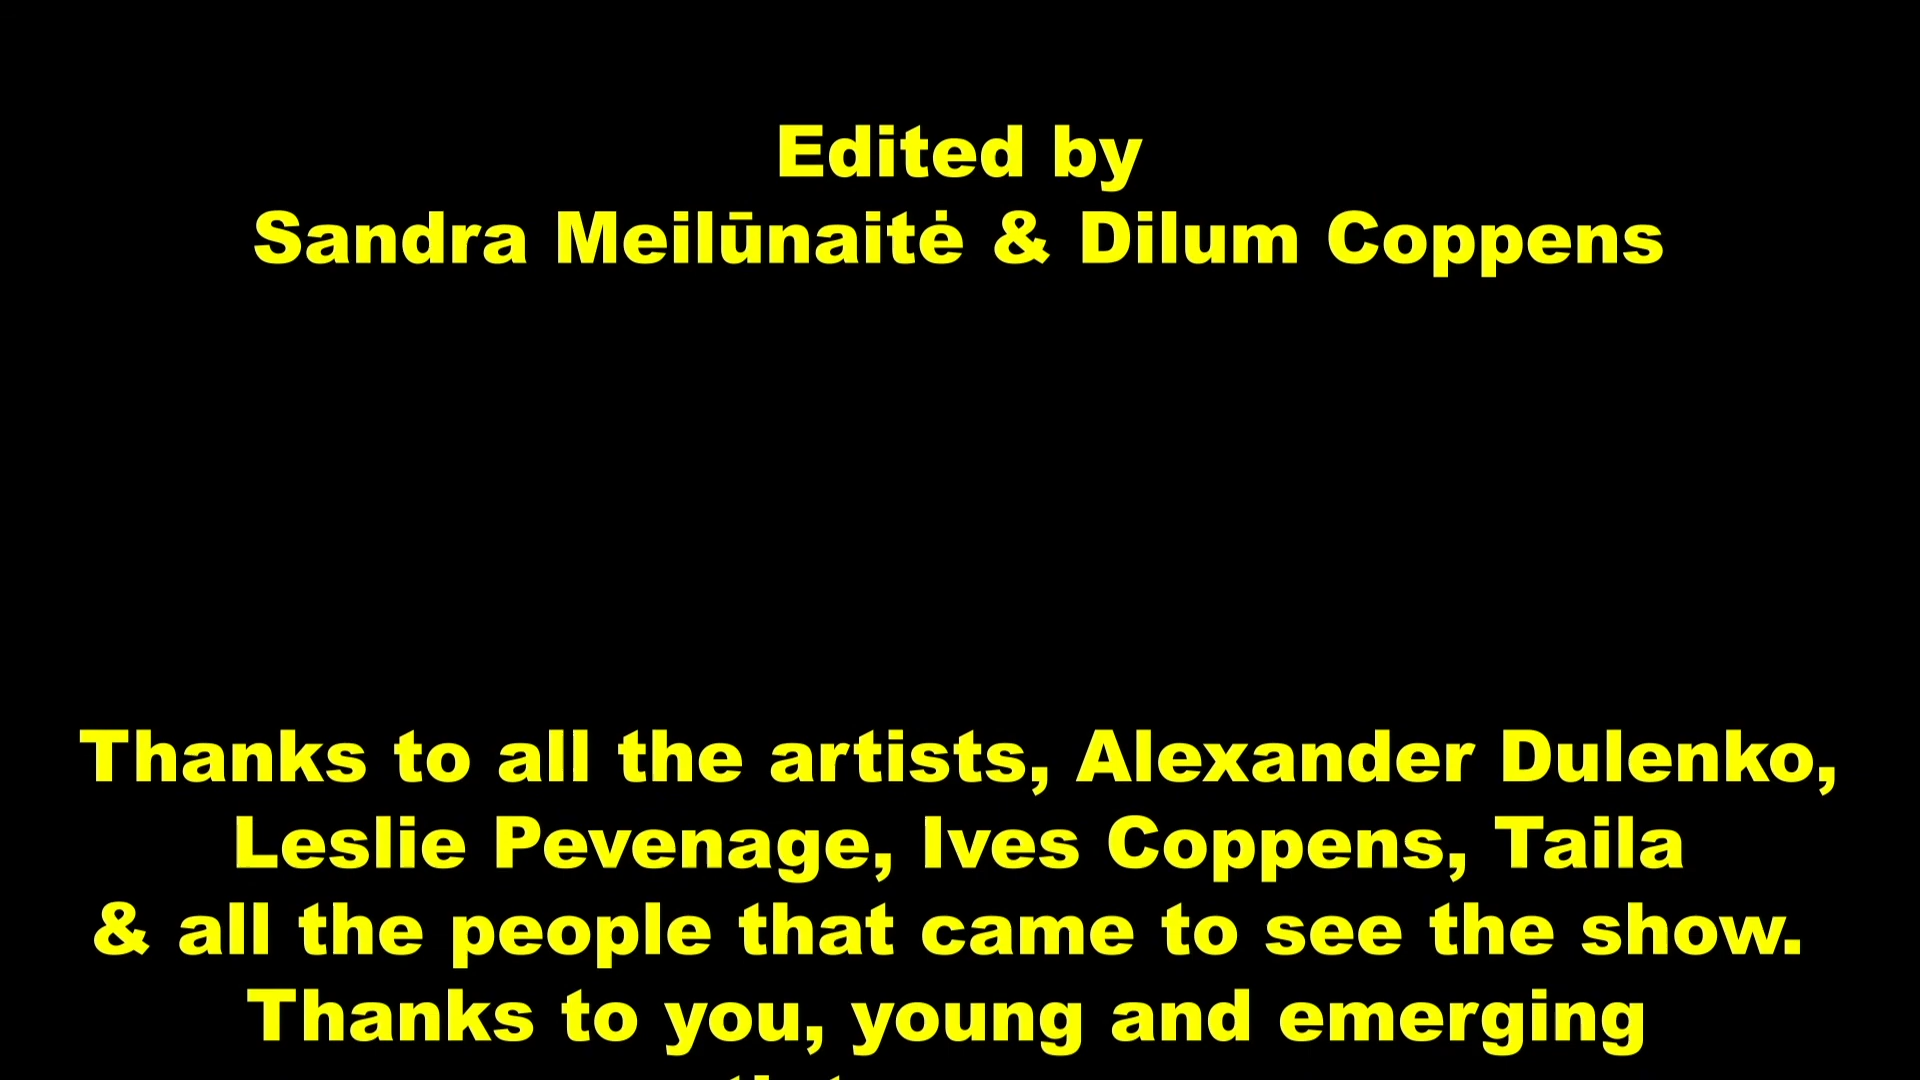 Edited by
Sandra Meilūnaitė & Dilum Coppens
Thanks to all the artists, Alexander Dulenko,
Leslie Pevenage, Ives Coppens, Taila
& all the people that came to see the show.
Thanks to you, young and emerging